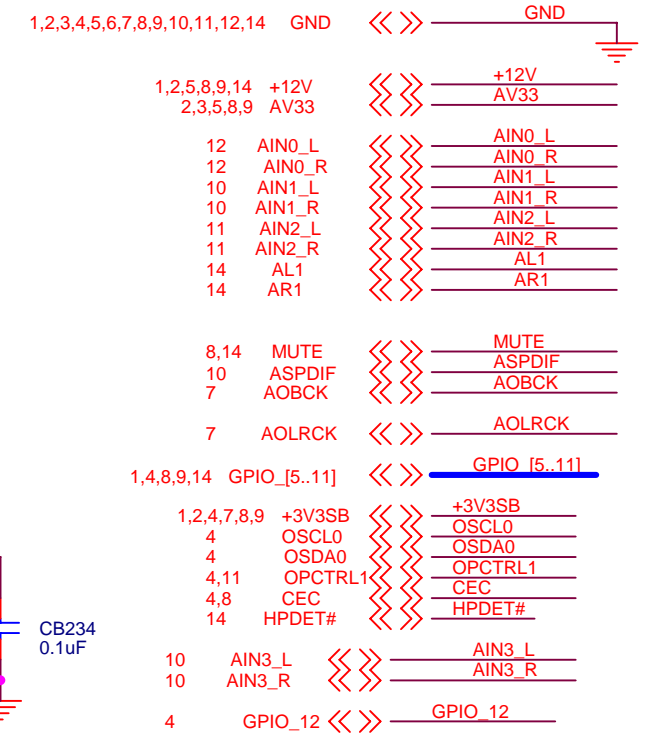 1,2,3,4,5,6,7,8,9,10,11,12,14 GND GND
1,2,5,8,9,14 +12V +12V
2,3,5,8,9 AV33 AV33
12 AIN0_L AIN0_L
12 AIN0_R AIN0_R
10 AIN1_L AIN1_L
10 AIN1_R AIN1_R
11 AIN2_L AIN2_L
11 AIN2_R AIN2_R
14 AL1 AL1
14 AR1 AR1
8,14 MUTE MUTE
10 ASPDIF ASPDIF
7 AOBCK AOBCK
7 AOLRCK AOLRCK
1,4,8,9,14 GPIO_[5..11] GPIO_[5..11]
1,2,4,7,8,9 +3V3SB +3V3SB
4 OSCL0 OSCL0
4 OSDA0 OSDA0
4,11 OPCTRL1 OPCTRL1
4,8 CEC CEC
14 HPDET# HPDET#
CB234
0.1uF
10 AIN3_L AIN3_L
10 AIN3_R AIN3_R
4 GPIO_12 GPIO_12